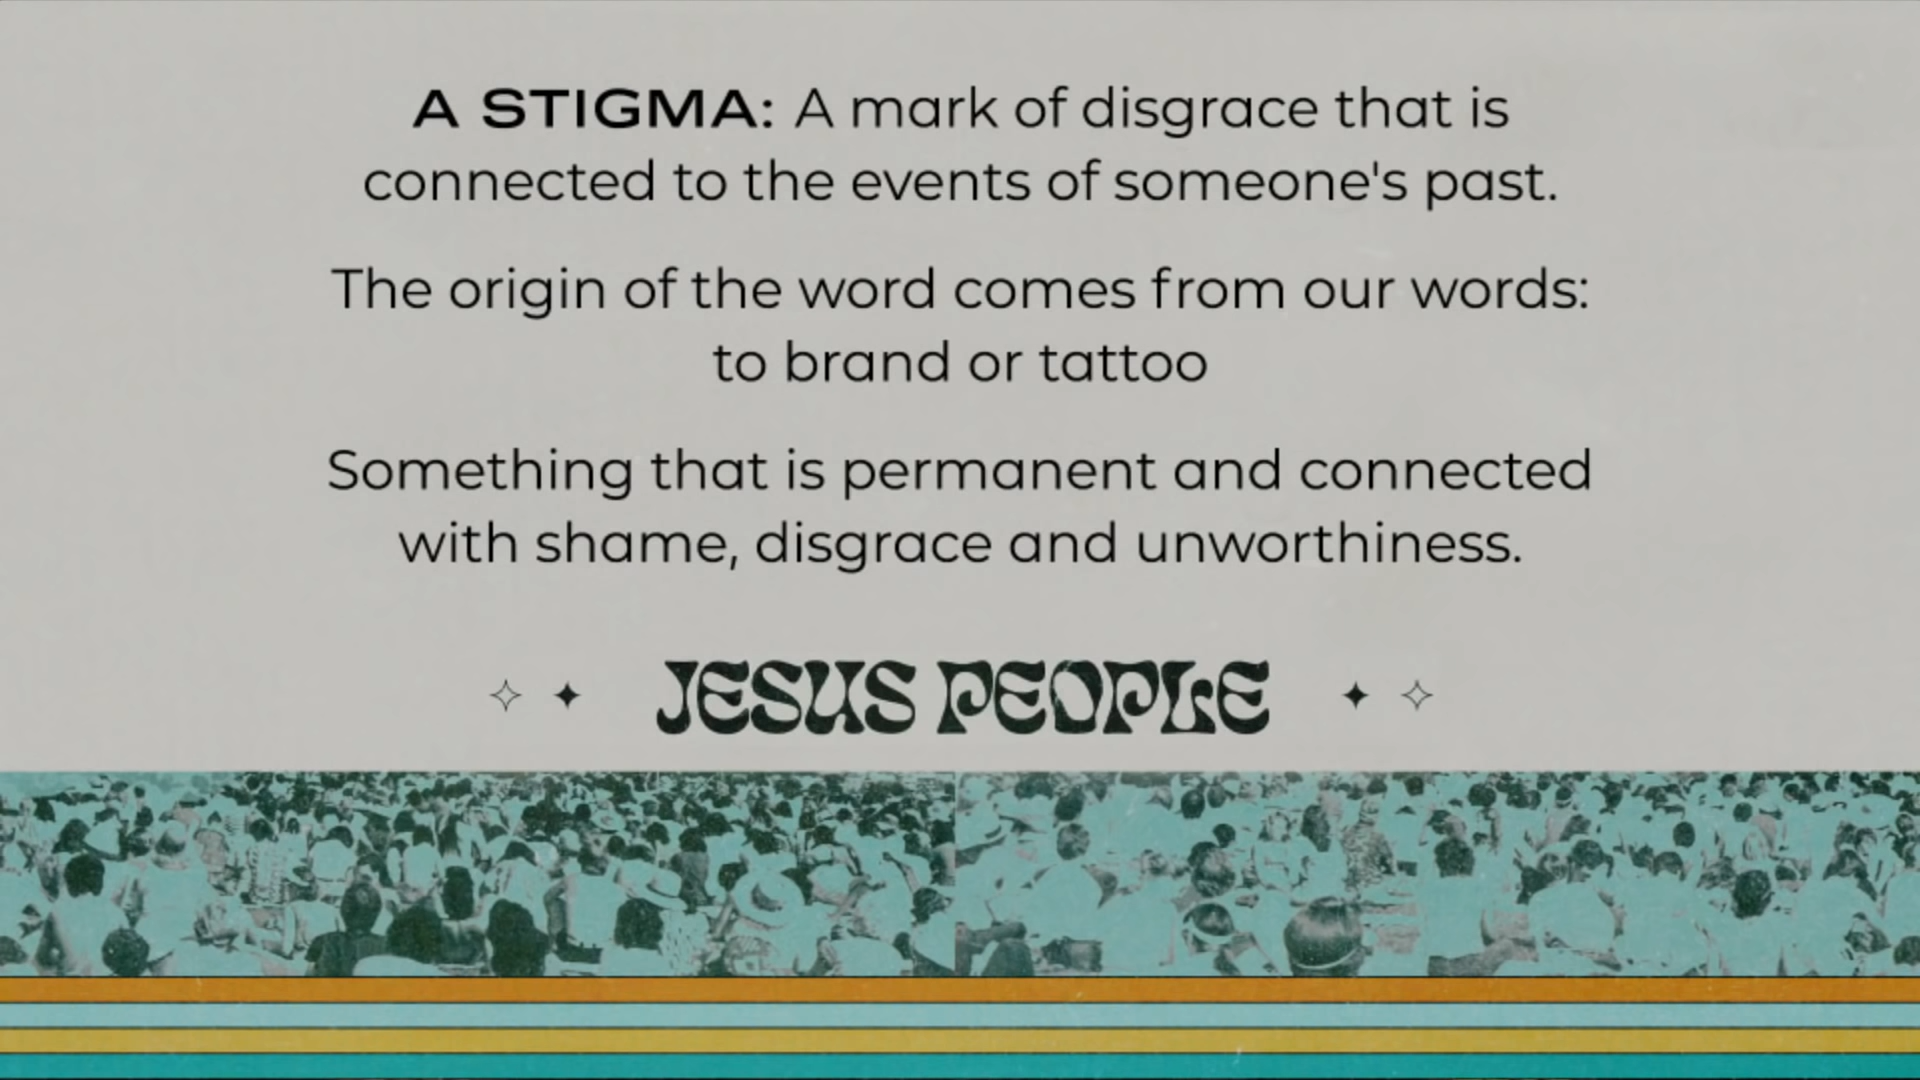 A STIGMA: A mark of disgrace that is
connected to the events of someone's past.
The origin of the word comes from our words:
to brand or tattoo
Something that is permanent and connected
with shame, disgrace and unworthiness.
JESUS PEOPLE